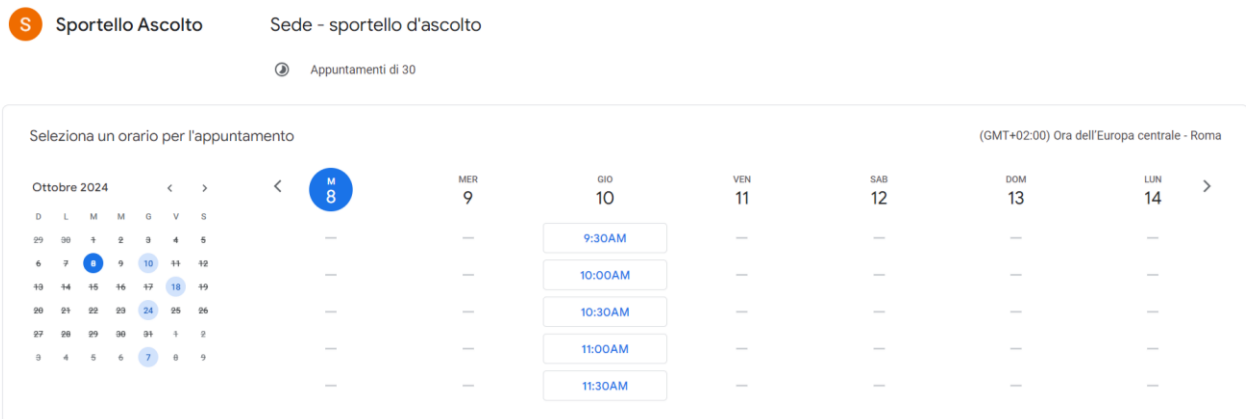 S Sportello Ascolto Sede - sportello d'ascolto
Appuntamenti di 30
Seleziona un orario per l'appuntamento (GMT+02:00) Ora dell'Europa centrale - Roma
Ottobre 2024
D L M M G V S
29 30 1 2 3 4 5
6 7 8 9 10 11 12
13 14 15 16 17 18 19
20 21 22 23 24 25 26
27 28 29 30 31 1 2
3 4 5 6 7 8 9
M MER GIO VEN SAB DOM LUN
8 9 10 11 12 13 14
9:30AM
10:00AM
10:30AM
11:00AM
11:30AM